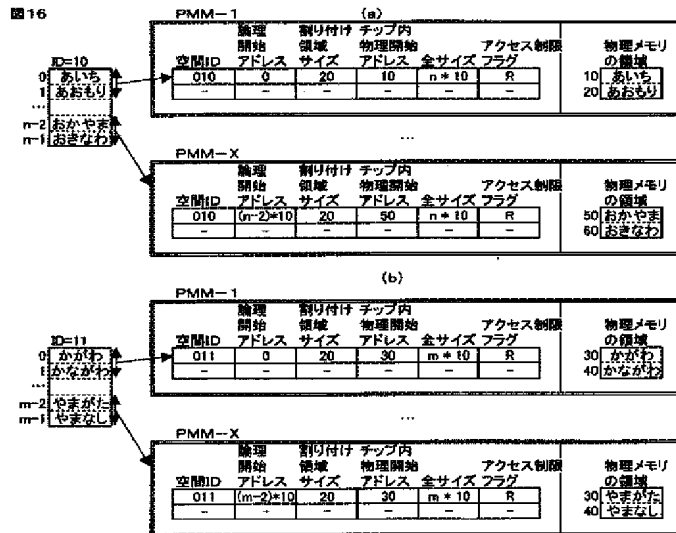 図16
(a)
ID=10
0 あいち
1 あおもり
...
n-2 おかやま
n-1 おきなわ
PMM-1
空間ID 論理開始アドレス 割り付け領域サイズ チップ内物理開始アドレス 全サイズ アクセス制限フラグ 物理メモリの領域
010 0 20 10 n*10 R
- - - - - -
10 あいち
20 あおもり
...
PMM-X
空間ID 論理開始アドレス 割り付け領域サイズ チップ内物理開始アドレス 全サイズ アクセス制限フラグ 物理メモリの領域
010 (n-2)*10 20 50 n*10 R
- - - - - -
50 おかやま
60 おきなわ
(b)
ID=11
0 かがわ
1 かながわ
...
m-2 やまがた
m-1 やまなし
PMM-1
空間ID 論理開始アドレス 割り付け領域サイズ チップ内物理開始アドレス 全サイズ アクセス制限フラグ 物理メモリの領域
011 0 20 30 m*10 R
- - - - - -
30 かがわ
40 かながわ
...
PMM-X
空間ID 論理開始アドレス 割り付け領域サイズ チップ内物理開始アドレス 全サイズ アクセス制限フラグ 物理メモリの領域
011 (m-2)*10 20 30 m*10 R
- - - - - -
30 やまがた
40 やまなし